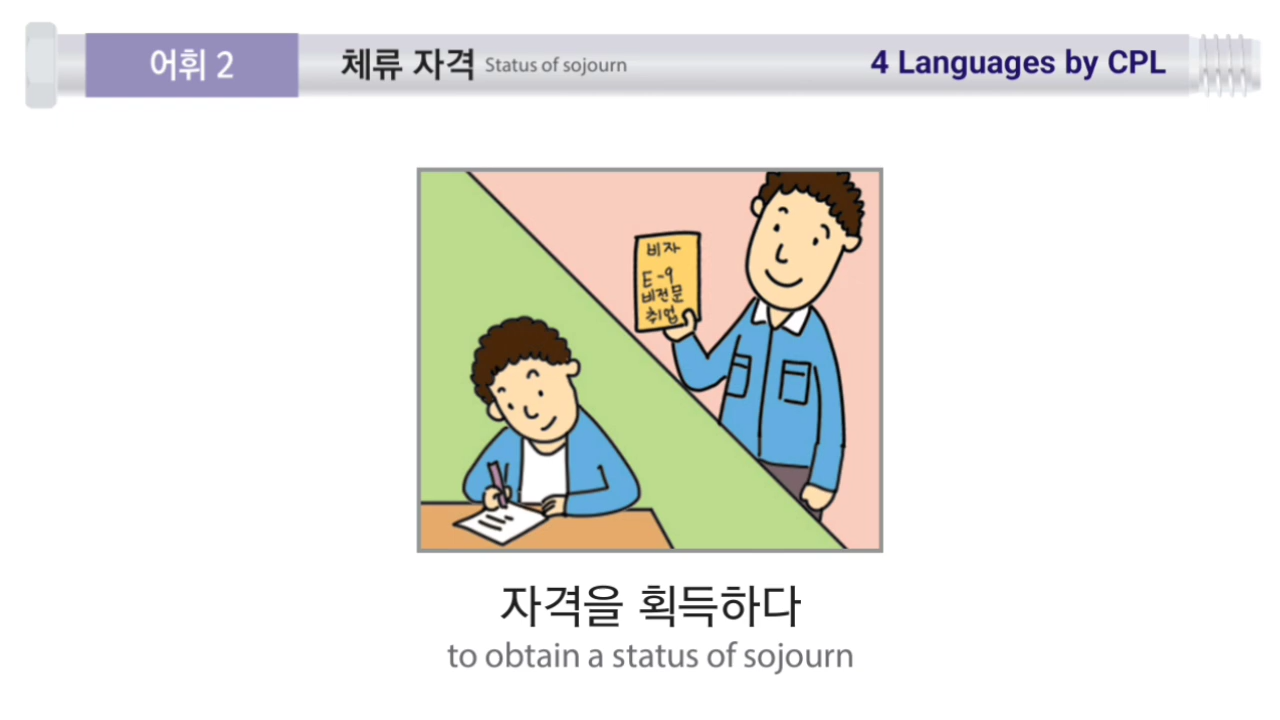 어휘 2
체류 자격 Status of sojourn
4 Languages by CPL
비자
E-9
비전문
취업
자격을 획득하다
to obtain a status of sojourn